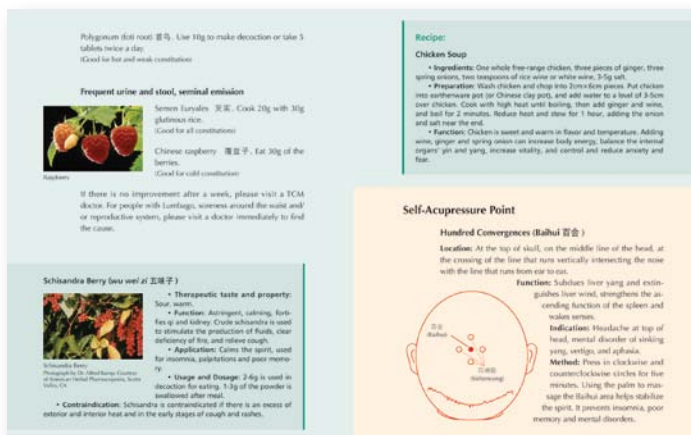 Polygonum (foti root) 首乌. Use 10g to make decoction or take 5
tablets twice a day.
(Good for hot and weak constitution)
Frequent urine and stool, seminal emission
Semen Euryales 芡实. Cook 20g with 30g
glutinous rice.
(Good for all constitutions)
Chinese raspberry 覆盆子. Eat 30g of the
berries.
(Good for cold constitution)
Raspberry
If there is no improvement after a week, please visit a TCM
doctor. For people with Lumbago, soreness around the waist and/
or reproductive system, please visit a doctor immediately to find
the cause.
Schisandra Berry (wu wei zi 五味子)
• Therapeutic taste and property:
Sour, warm.
• Function: Astringent, calming, forti-
fies qi and kidney. Crude schisandra is used
to stimulate the production of fluids, clear
deficiency of fire, and relieve cough.
• Application: Calms the spirit, used
for insomnia, palpitations and poor memo-
ry.
• Usage and Dosage: 2-6g is used in
decoction for eating. 1-3g of the powder is
swallowed after meal.
• Contraindication: Schisandra is contraindicated if there is an excess of
exterior and interior heat and in the early stages of cough and rashes.
Schisandra Berry
Photograph by Dr. Alfred Kump. Courtesy
of American Herbal Pharmacopoeia, Scotts
Valley, CA
Recipe:
Chicken Soup
• Ingredients: One whole free-range chicken, three pieces of ginger, three
spring onions, two teaspoons of rice wine or white wine, 3-5g salt.
• Preparation: Wash chicken and chop into 2cm×6cm pieces. Put chicken
into earthenware pot (or Chinese clay pot), and add water to a level of 3-5cm
over chicken. Cook with high heat until boiling, then add ginger and wine,
and boil for 2 minutes. Reduce heat and stew for 1 hour, adding the onion
and salt near the end.
• Function: Chicken is sweet and warm in flavor and temperature. Adding
wine, ginger and spring onion can increase body energy, balance the internal
organs' yin and yang, increase vitality, and control and reduce anxiety and
fear.
Self-Acupressure Point
Hundred Convergences (Baihui 百会)
Location: At the top of skull, on the middle line of the head, at
the crossing of the line that runs vertically intersecting the nose
with the line that runs from ear to ear.
Function: Subdues liver yang and extin-
guishes liver wind, strengthens the as-
cending function of the spleen and
wakes senses.
Indication: Headache at top of
head, mental disorder of sinking
yang, vertigo, and aphasia.
Method: Press in clockwise and
counterclockwise circles for five
minutes. Using the palm to mas-
sage the Baihui area helps stabilize
the spirit. It prevents insomnia, poor
memory and mental disorders.
百会
(Baihui)
四神聪
(Sishencong)